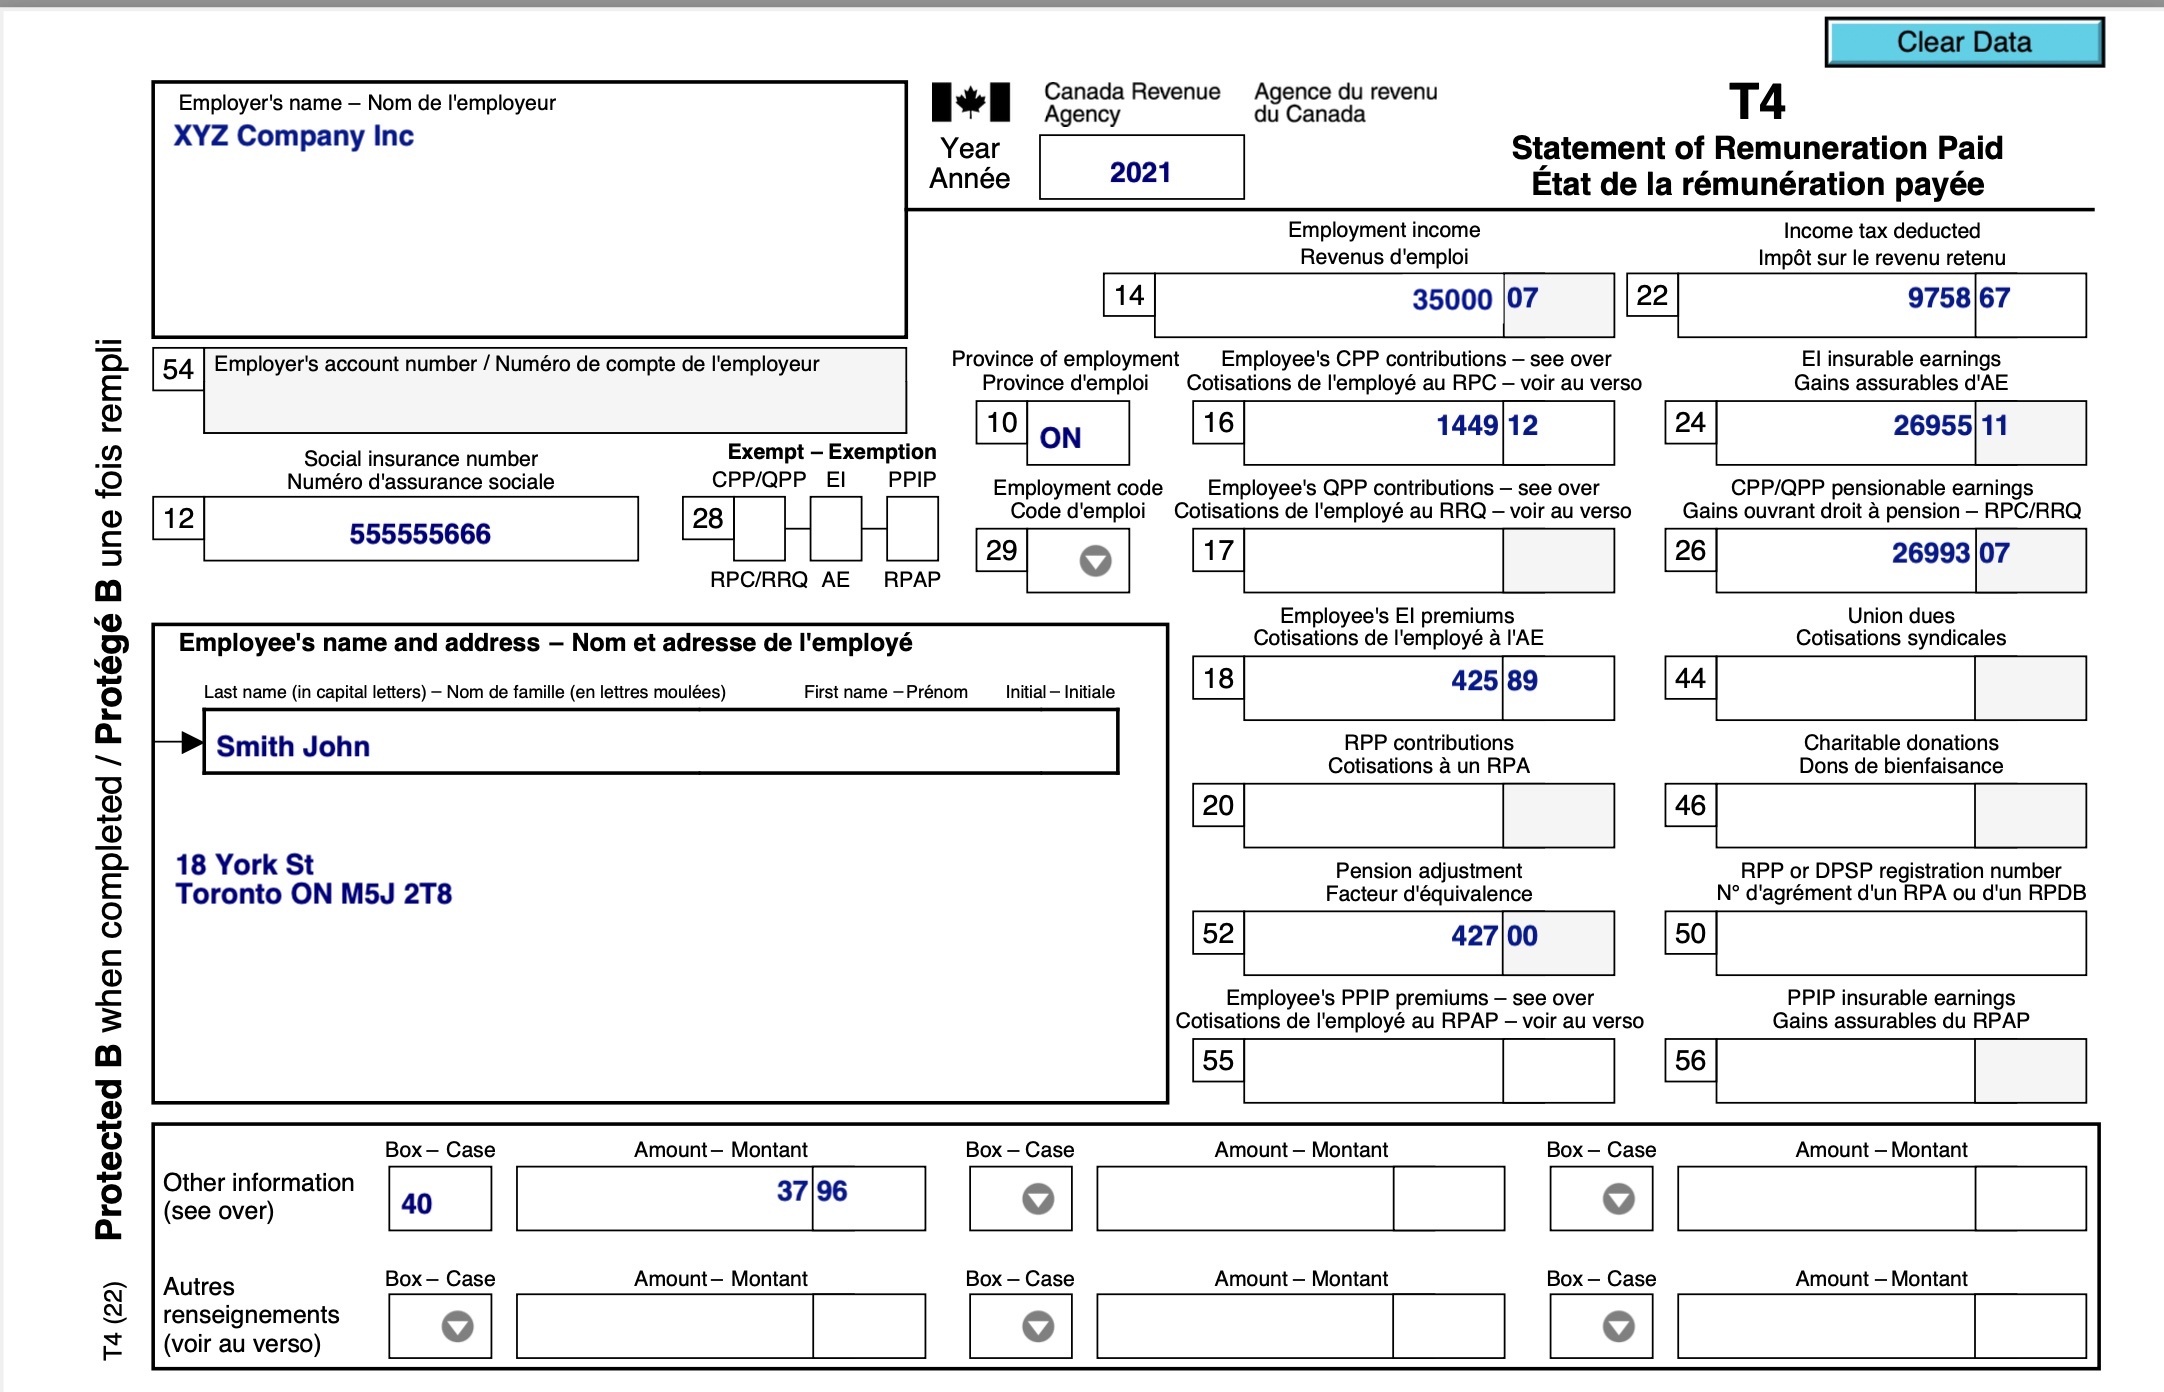 Clear Data
Employer's name – Nom de l'employeur
XYZ Company Inc
Canada Revenue
Agency
Agence du revenu
du Canada
Year
Année
2021
T4
Statement of Remuneration Paid
État de la rémunération payée
Employment income
Revenus d'emploi
14 35000 07
Income tax deducted
Impôt sur le revenu retenu
22 9758 67
54 Employer's account number / Numéro de compte de l'employeur
Province of employment
Province d'emploi
10 ON
Employee's CPP contributions – see over
Cotisations de l'employé au RPC – voir au verso
16 1449 12
EI insurable earnings
Gains assurables d'AE
24 26955 11
Social insurance number
Numéro d'assurance sociale
12 555555666
Exempt – Exemption
CPP/QPP EI PPIP
28
RPC/RRQ AE RPAP
Employment code
Code d'emploi
29
Employee's QPP contributions – see over
Cotisations de l'employé au RRQ – voir au verso
17
CPP/QPP pensionable earnings
Gains ouvrant droit à pension – RPC/RRQ
26 26993 07
Employee's name and address – Nom et adresse de l'employé
Last name (in capital letters) – Nom de famille (en lettres moulées) First name – Prénom Initial – Initiale
Smith John
18 York St
Toronto ON M5J 2T8
Employee's EI premiums
Cotisations de l'employé à l'AE
18 425 89
Union dues
Cotisations syndicales
44
RPP contributions
Cotisations à un RPA
20
Charitable donations
Dons de bienfaisance
46
Pension adjustment
Facteur d'équivalence
52 427 00
RPP or DPSP registration number
N° d'agrément d'un RPA ou d'un RPDB
50
Employee's PPIP premiums – see over
Cotisations de l'employé au RPAP – voir au verso
55
PPIP insurable earnings
Gains assurables du RPAP
56
Box – Case Amount – Montant Box – Case Amount – Montant Box – Case Amount – Montant
Other information
(see over)
40 37 96
Box – Case Amount – Montant Box – Case Amount – Montant Box – Case Amount – Montant
Autres
renseignements
(voir au verso)
T4 (22) Protected B when completed / Protégé B une fois rempli